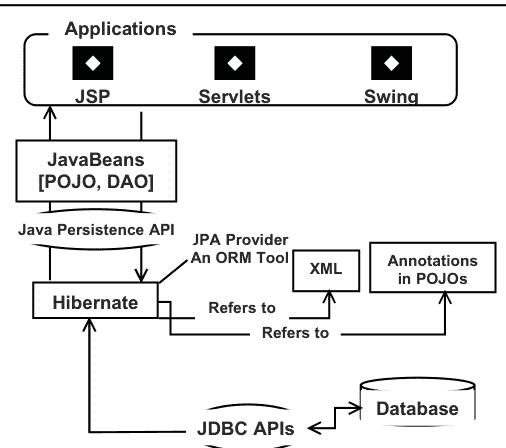 Applications
JSP
Servlets
Swing
JavaBeans
[POJO, DAO]
Java Persistence API
JPA Provider
An ORM Tool
XML
Annotations
in POJOs
Hibernate
Refers to
Refers to
JDBC APIs
Database